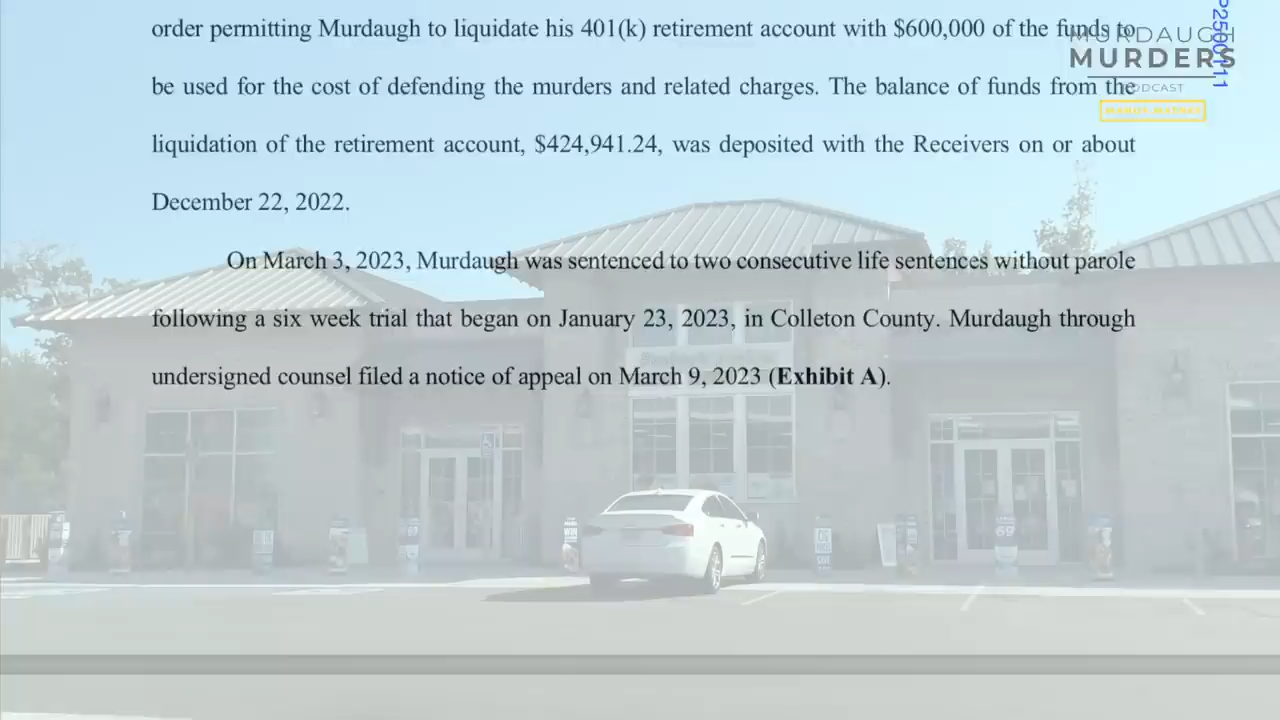 order permitting Murdaugh to liquidate his 401(k) retirement account with $600,000 of the funds to
be used for the cost of defending the murders and related charges. The balance of funds from the
liquidation of the retirement account, $424,941.24, was deposited with the Receivers on or about
December 22, 2022.
On March 3, 2023, Murdaugh was sentenced to two consecutive life sentences without parole
following a six week trial that began on January 23, 2023, in Colleton County. Murdaugh through
undersigned counsel filed a notice of appeal on March 9, 2023 (Exhibit A).
MURDAUGH
MURDERS
PODCAST
MANDY MATNEY
69